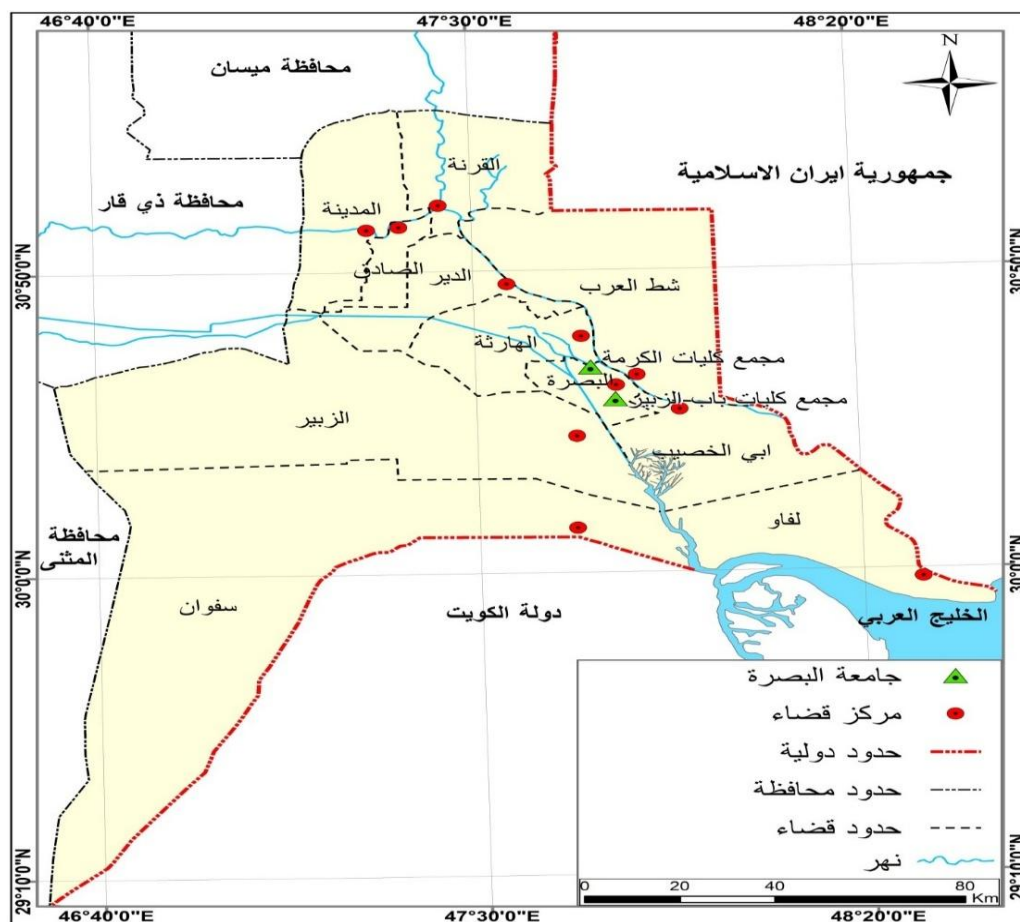 46°40'0"E
47°30'0"E
48°20'0"E
N
محافظة ميسان
القرنة
جمهورية ايران الاسلامية
محافظة ذي قار
المدينة
30°50'0"N
30°50'0"N
الصادق
الدير
شط العرب
الهارثة
مجمع كليات الكرمة
البصرة
مجمع كليات باب الزبير
الزبير
ابي الخصيب
لفاو
محافظة
المثنى
30°0'0"N
30°0'0"N
سفوان
دولة الكويت
الخليج العربي
جامعة البصرة
مركز قضاء
حدود دولية
حدود محافظة
حدود قضاء
نهر
29°10'0"N
29°10'0"N
0 20 40 80
Km
46°40'0"E
47°30'0"E
48°20'0"E